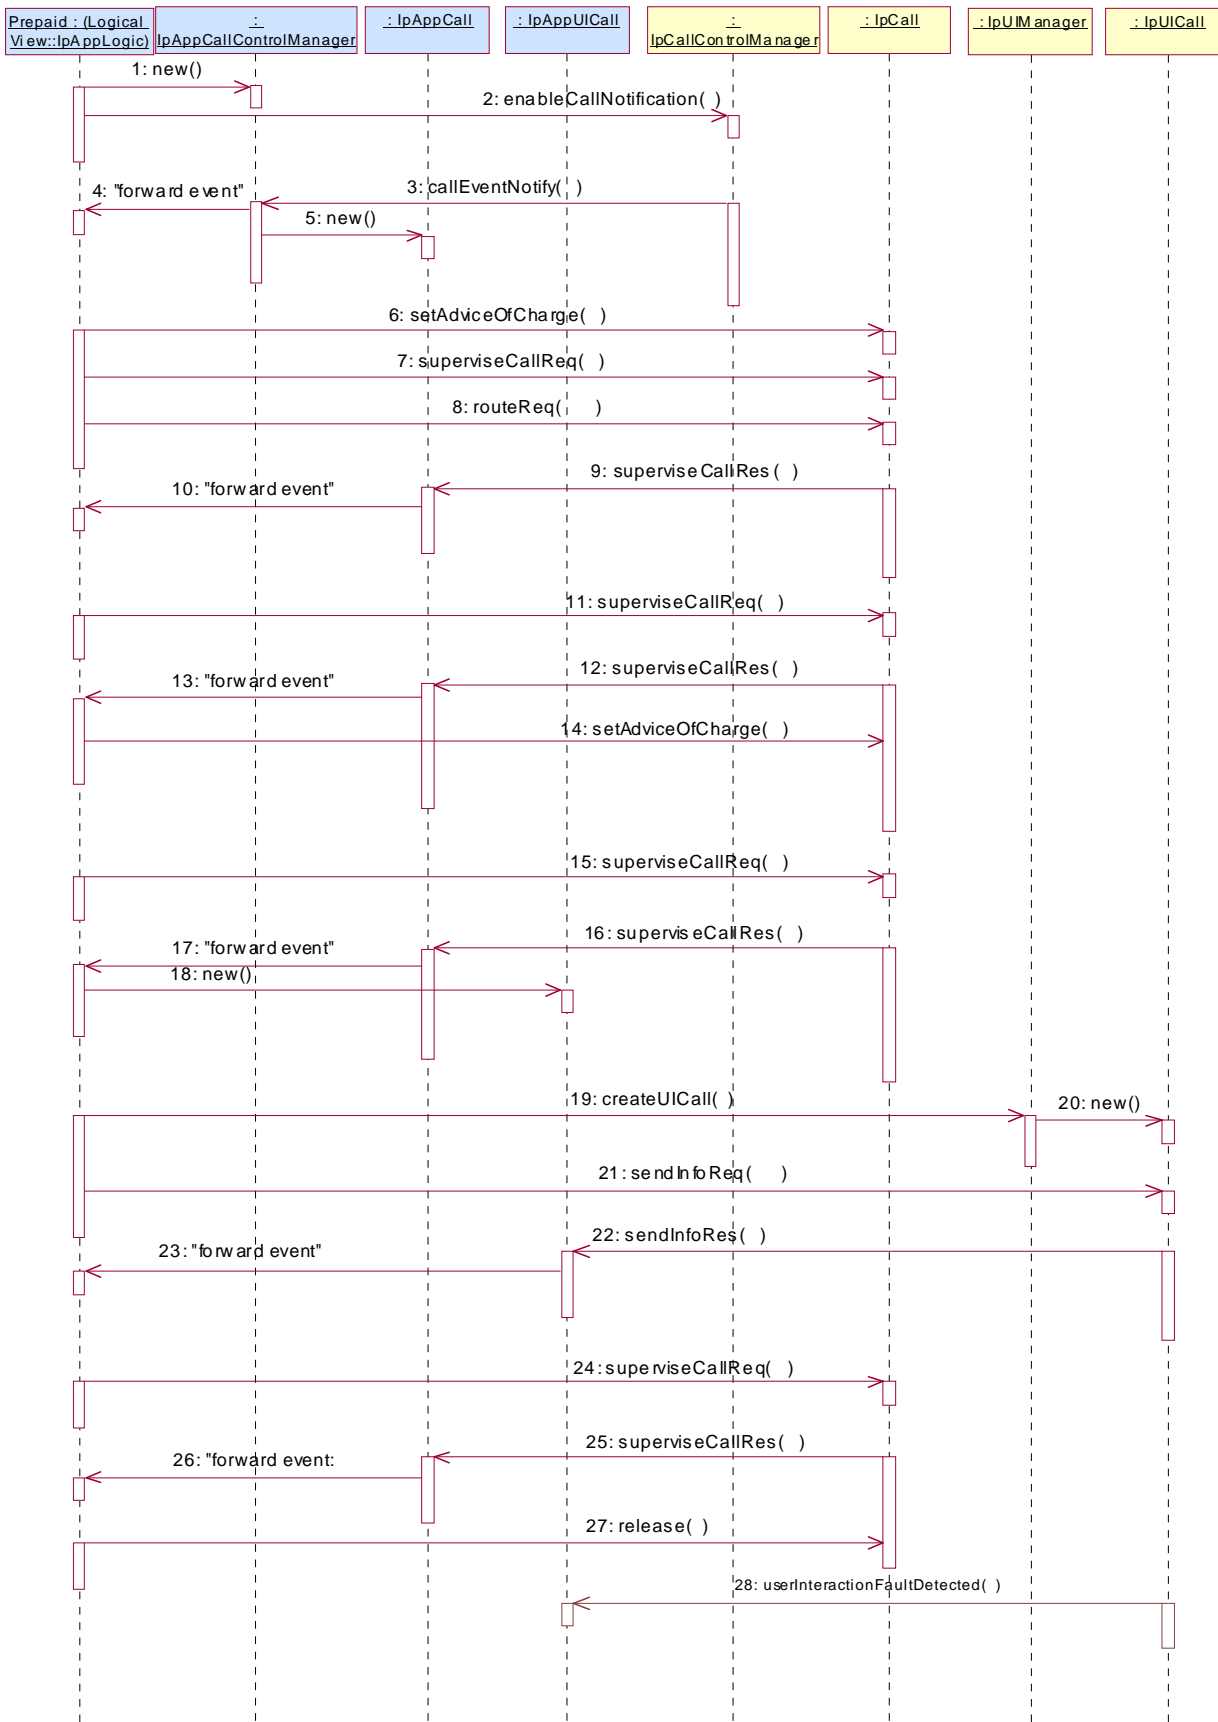 Prepaid : (Logical
View::IpAppLogic)
:
IpAppCallControlManager
: IpAppCall
: IpAppUICall
:
IpCallControlManager
: IpCall
: IpUIManager
: IpUICall
1: new()
2: enableCallNotification( )
3: callEventNotify( )
4: "forward event"
5: new()
6: setAdviceOfCharge( )
7: superviseCallReq( )
8: routeReq( )
9: superviseCallRes( )
10: "forward event"
11: superviseCallReq( )
12: superviseCallRes( )
13: "forward event"
14: setAdviceOfCharge( )
15: superviseCallReq( )
16: superviseCallRes( )
17: "forward event"
18: new()
19: createUICall( )
20: new()
21: sendInfoReq( )
22: sendInfoRes( )
23: "forward event"
24: superviseCallReq( )
25: superviseCallRes( )
26: "forward event:
27: release( )
28: userInteractionFaultDetected( )